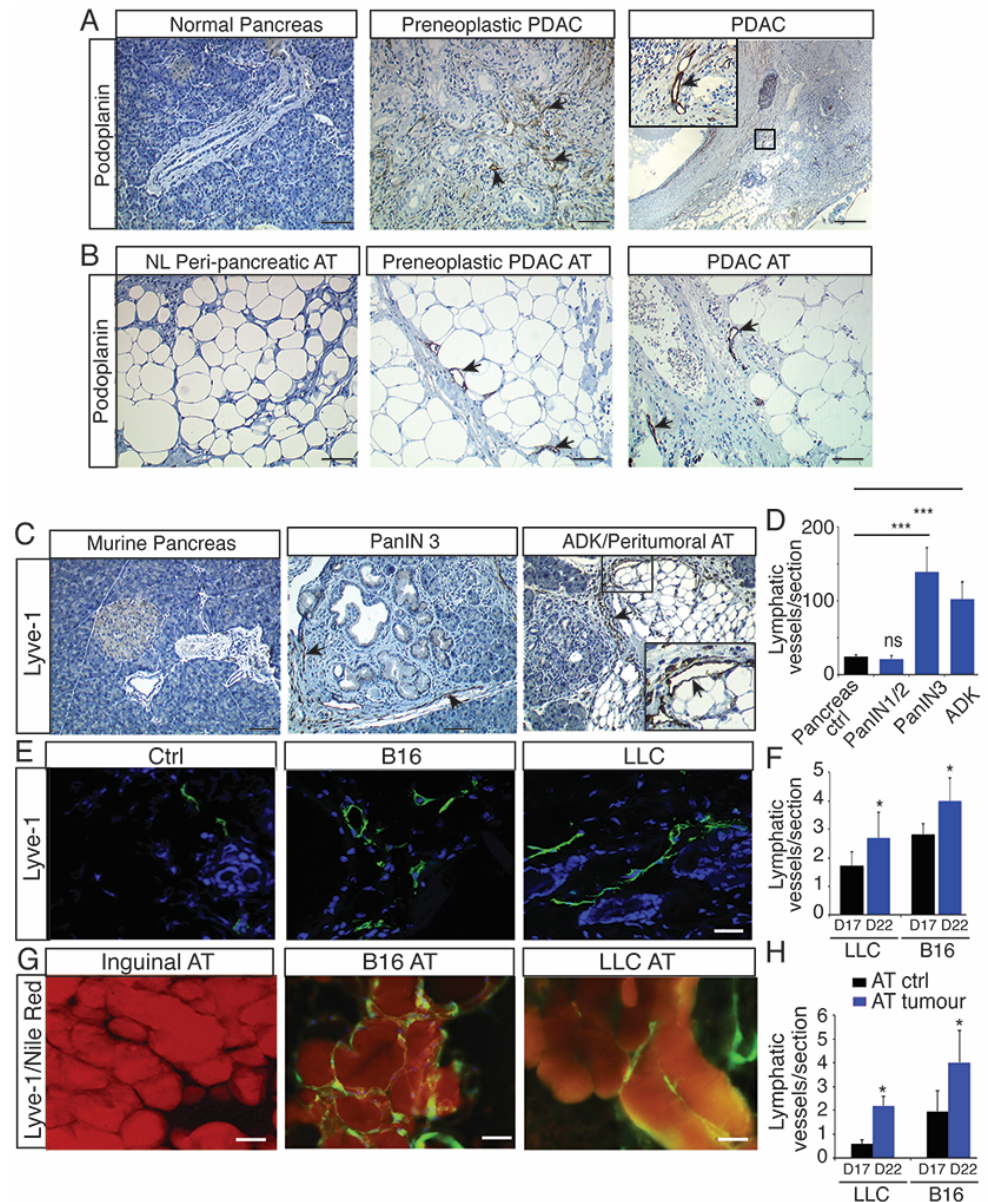 A
Normal Pancreas
Preneoplastic PDAC
PDAC
Podoplanin
B
NL Peri-pancreatic AT
Preneoplastic PDAC AT
PDAC AT
Podoplanin
C
Murine Pancreas
PanIN 3
ADK/Peritumoral AT
Lyve-1
D
Lymphatic
vessels/section
200
100
0
***
***
ns
Pancreas
ctrl
PanIN1/2
PanIN3
ADK
E
Ctrl
B16
LLC
Lyve-1
F
Lymphatic
vessels/section
5
4
3
2
1
0
*
*
D17 D22
D17 D22
LLC
B16
G
Inguinal AT
B16 AT
LLC AT
Lyve-1/Nile Red
H
AT ctrl
AT tumour
Lymphatic
vessels/section
6
5
4
3
2
1
0
*
*
D17 D22
D17 D22
LLC
B16